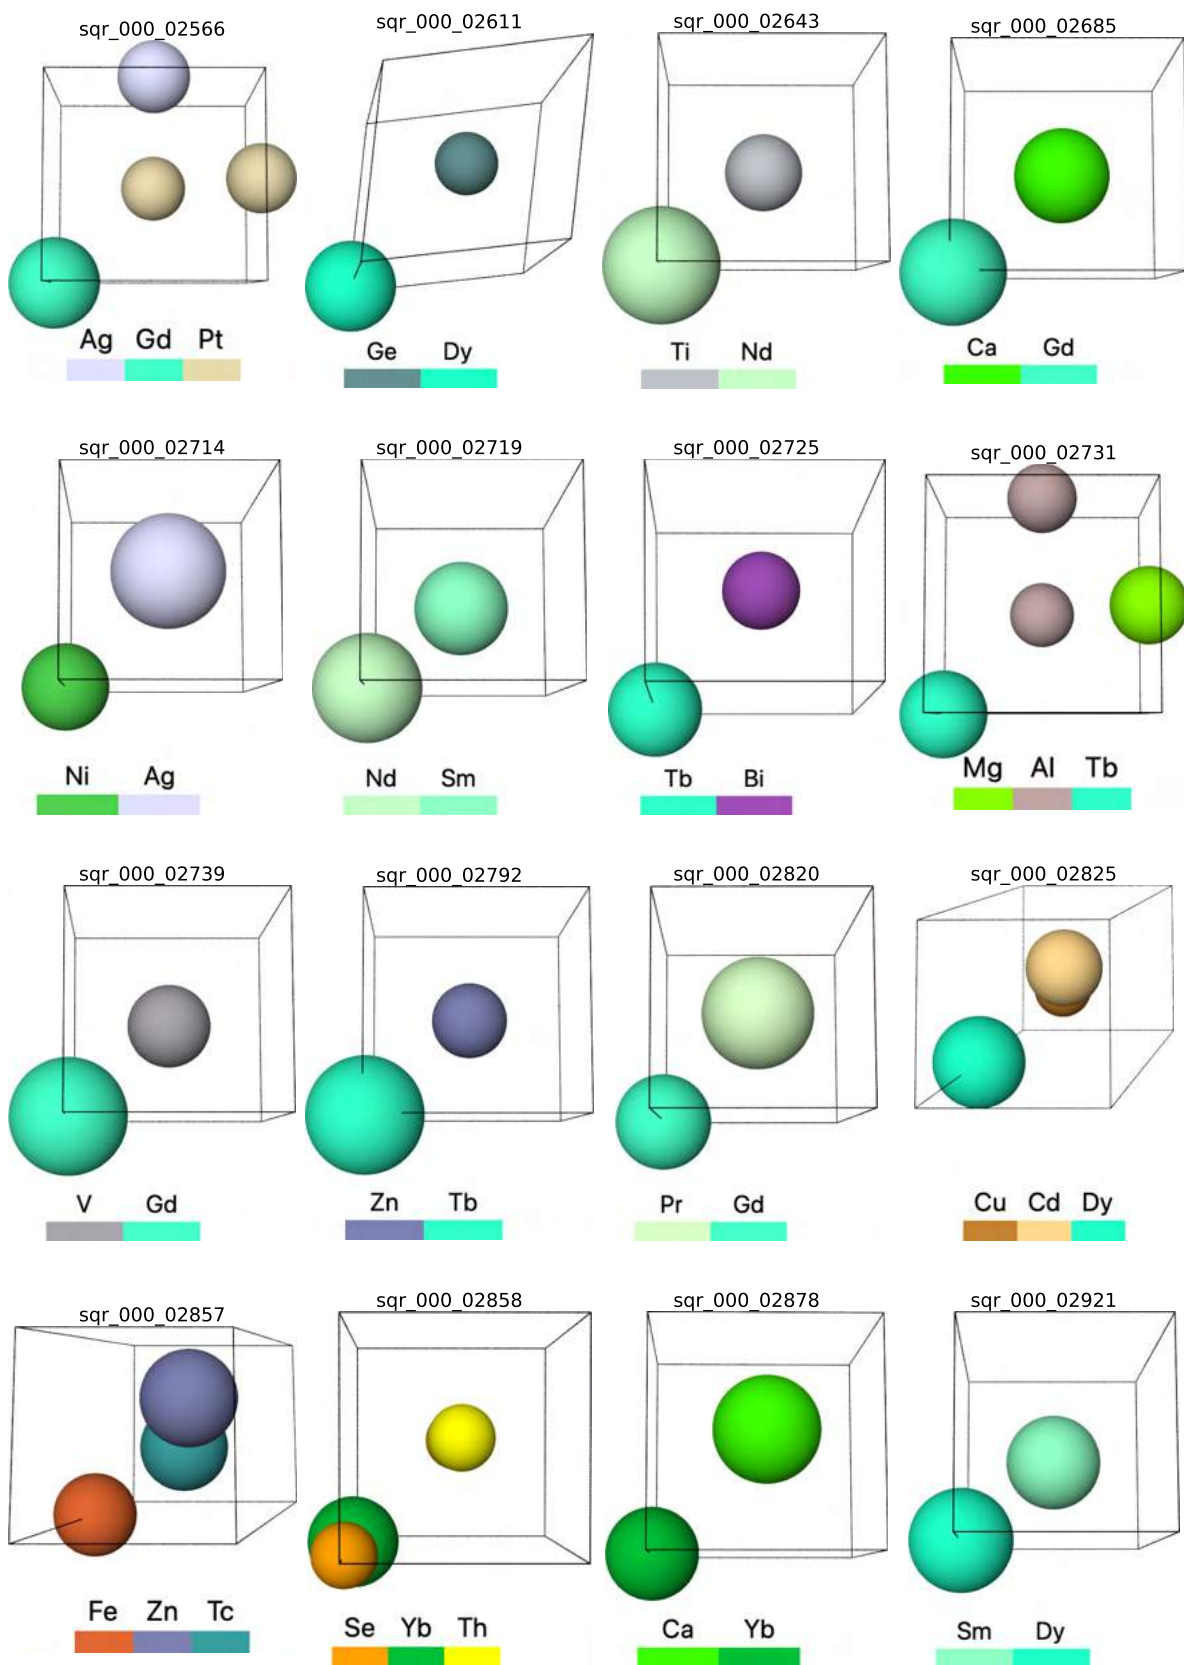 sqr_000_02566
sqr_000_02611
sqr_000_02643
sqr_000_02685
Ag Gd Pt
Ge Dy
Ti Nd
Ca Gd
sqr_000_02714
sqr_000_02719
sqr_000_02725
sqr_000_02731
Ni Ag
Nd Sm
Tb Bi
Mg Al Tb
sqr_000_02739
sqr_000_02792
sqr_000_02820
sqr_000_02825
V Gd
Zn Tb
Pr Gd
Cu Cd Dy
sqr_000_02857
sqr_000_02858
sqr_000_02878
sqr_000_02921
Fe Zn Tc
Se Yb Th
Ca Yb
Sm Dy